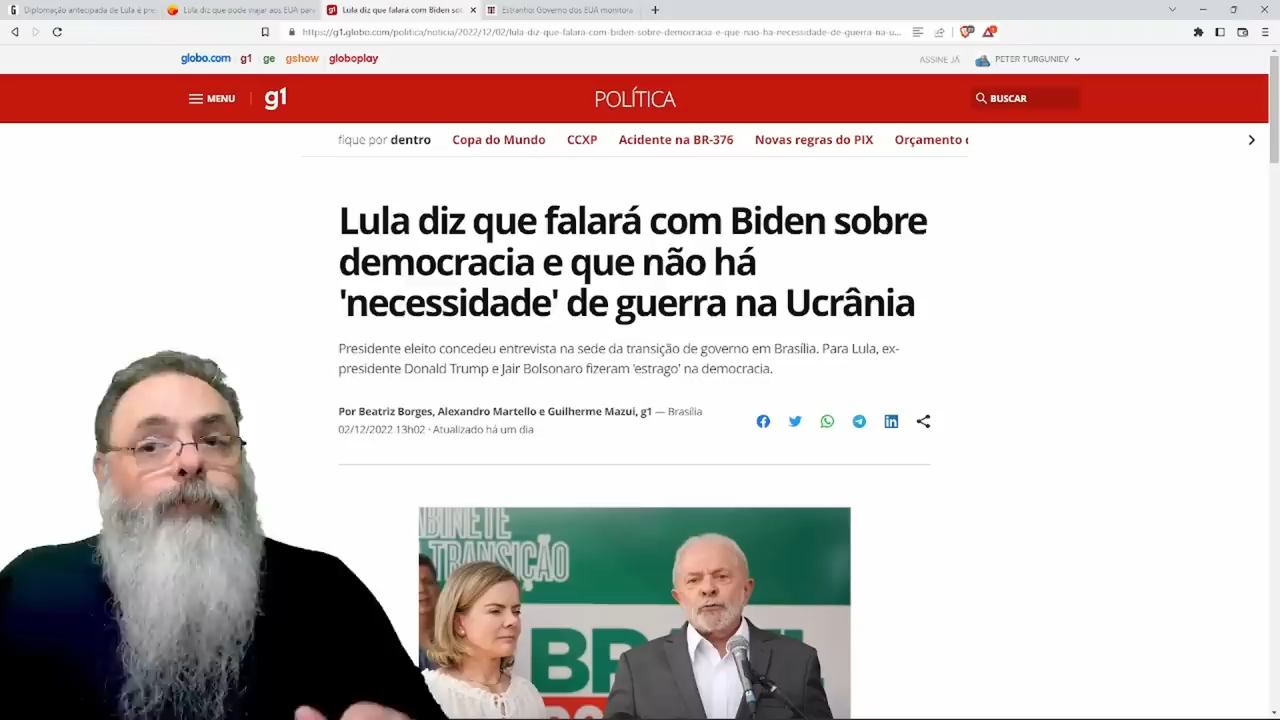 Diplomação antecipada de Lula é pre
Lula diz que pode viajar aos EUA para
Lula diz que falará com Biden sob
Estranho: Governo dos EUA monitora
https://g1.globo.com/politica/noticia/2022/12/02/lula-diz-que-falara-com-biden-sobre-democracia-e-que-nao-ha-necessidade-de-guerra-na-u...
globo.com g1 ge gshow globoplay
ASSINE JÁ
PETER TURGUNIEV
MENU
g1
POLÍTICA
BUSCAR
fique por dentro Copa do Mundo CCXP Acidente na BR-376 Novas regras do PIX Orçamento
Lula diz que falará com Biden sobre
democracia e que não há
'necessidade' de guerra na Ucrânia
Presidente eleito concedeu entrevista na sede da transição de governo em Brasília. Para Lula, ex-
presidente Donald Trump e Jair Bolsonaro fizeram 'estrago' na democracia.
Por Beatriz Borges, Alexandro Martello e Guilherme Mazui, g1 — Brasília
02/12/2022 13h02 · Atualizado há um dia
ABINETE
TRANSIÇÃO